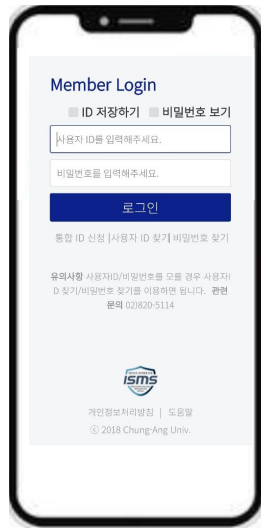 Member Login
ID 저장하기 비밀번호 보기
사용자 ID를 입력해주세요.
비밀번호를 입력해주세요.
로그인
통합 ID 신청 |사용자 ID 찾기| 비밀번호 찾기
유의사항 사용자ID/비밀번호를 모를 경우 사용자I
D 찾기/비밀번호 찾기를 이용하면 됩니다. 관련
문의 02)820-5114
ISMS
개인정보처리방침 | 도움말
ⓒ 2018 Chung-Ang Univ.